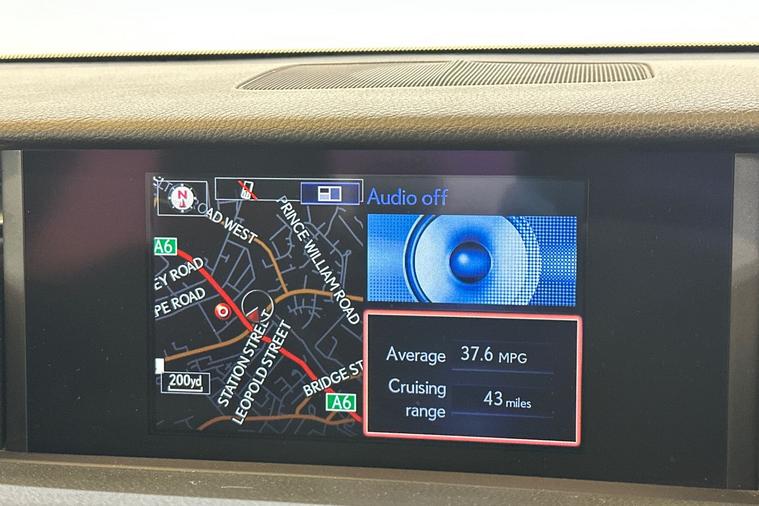 N
ROAD WEST
PRINCE WILLIAM ROAD
Audio off
A6
EY ROAD
PE ROAD
STATION STREET
LEOPOLD STREET
BRIDGE ST
200yd
A6
Average 37.6 MPG
Cruising range 43 miles